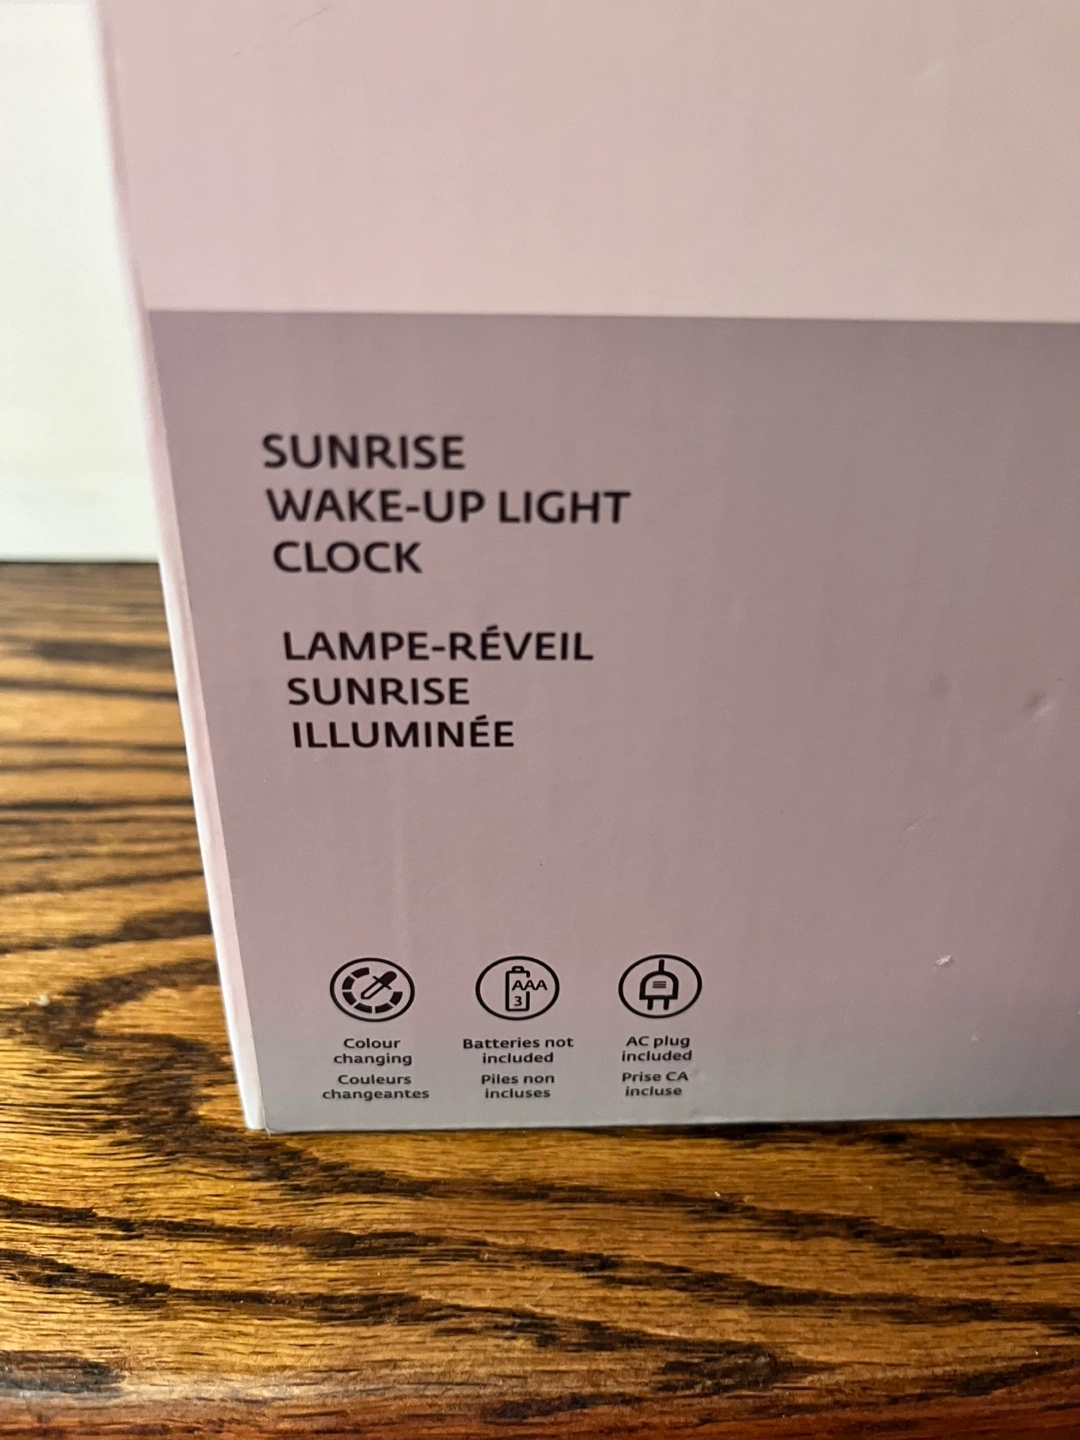 SUNRISE
WAKE-UP LIGHT
CLOCK
LAMPE-RÉVEIL
SUNRISE
ILLUMINÉE
Colour
changing
Couleurs
changeantes
AAA
3
Batteries not
included
Piles non
incluses
AC plug
included
Prise CA
incluse